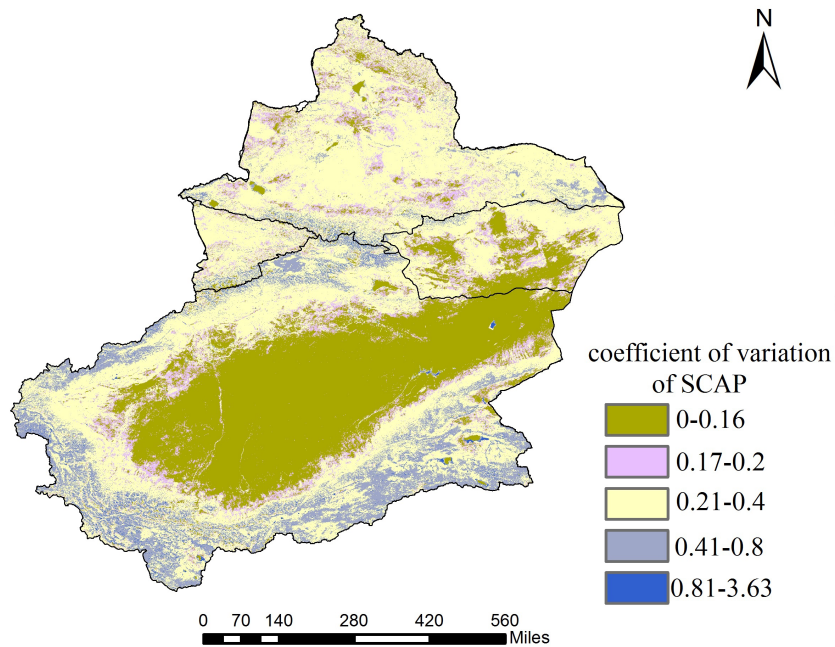 N
coefficient of variation
of SCAP
0-0.16
0.17-0.2
0.21-0.4
0.41-0.8
0.81-3.63
0 70 140 280 420 560
Miles